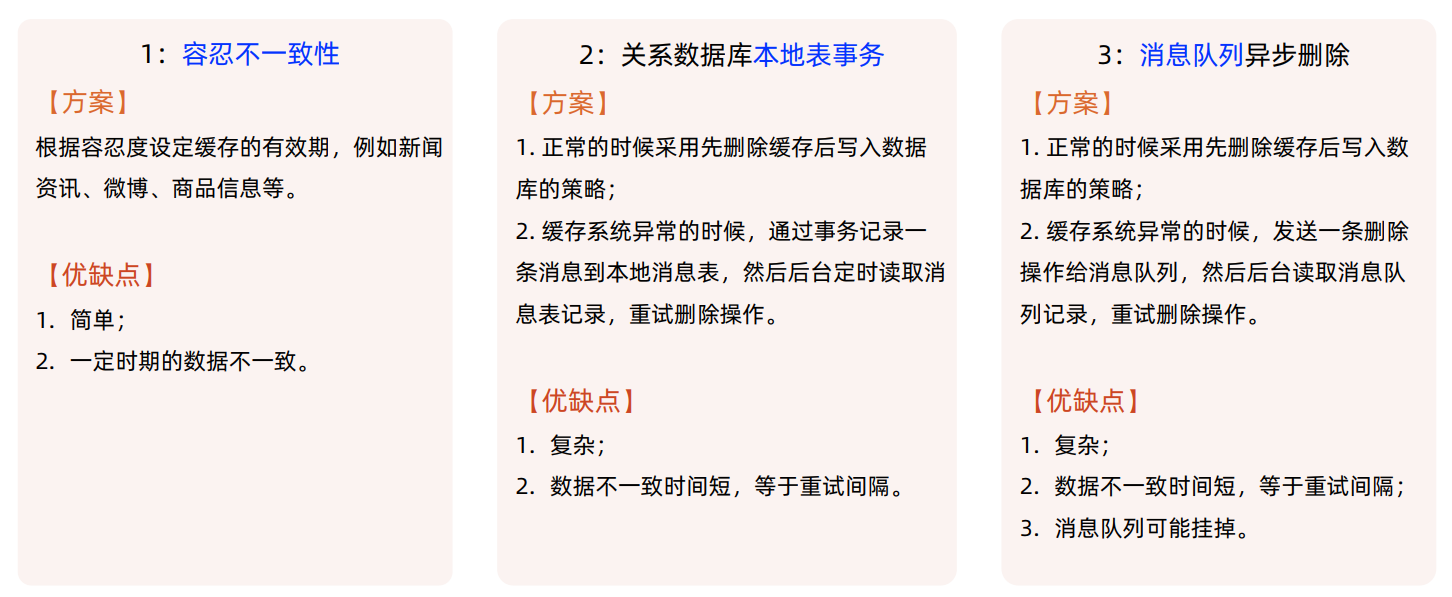 1：容忍不一致性
【方案】
根据容忍度设定缓存的有效期，例如新闻
资讯、微博、商品信息等。
【优缺点】
1. 简单；
2. 一定时期的数据不一致。
2：关系数据库本地表事务
【方案】
1. 正常的时候采用先删除缓存后写入数据
库的策略；
2. 缓存系统异常的时候，通过事务记录一
条消息到本地消息表，然后后台定时读取消
息表记录，重试删除操作。
【优缺点】
1. 复杂；
2. 数据不一致时间短，等于重试间隔。
3：消息队列异步删除
【方案】
1. 正常的时候采用先删除缓存后写入数
据库的策略；
2. 缓存系统异常的时候，发送一条删除
操作给消息队列，然后后台读取消息队
列记录，重试删除操作。
【优缺点】
1. 复杂；
2. 数据不一致时间短，等于重试间隔；
3. 消息队列可能挂掉。